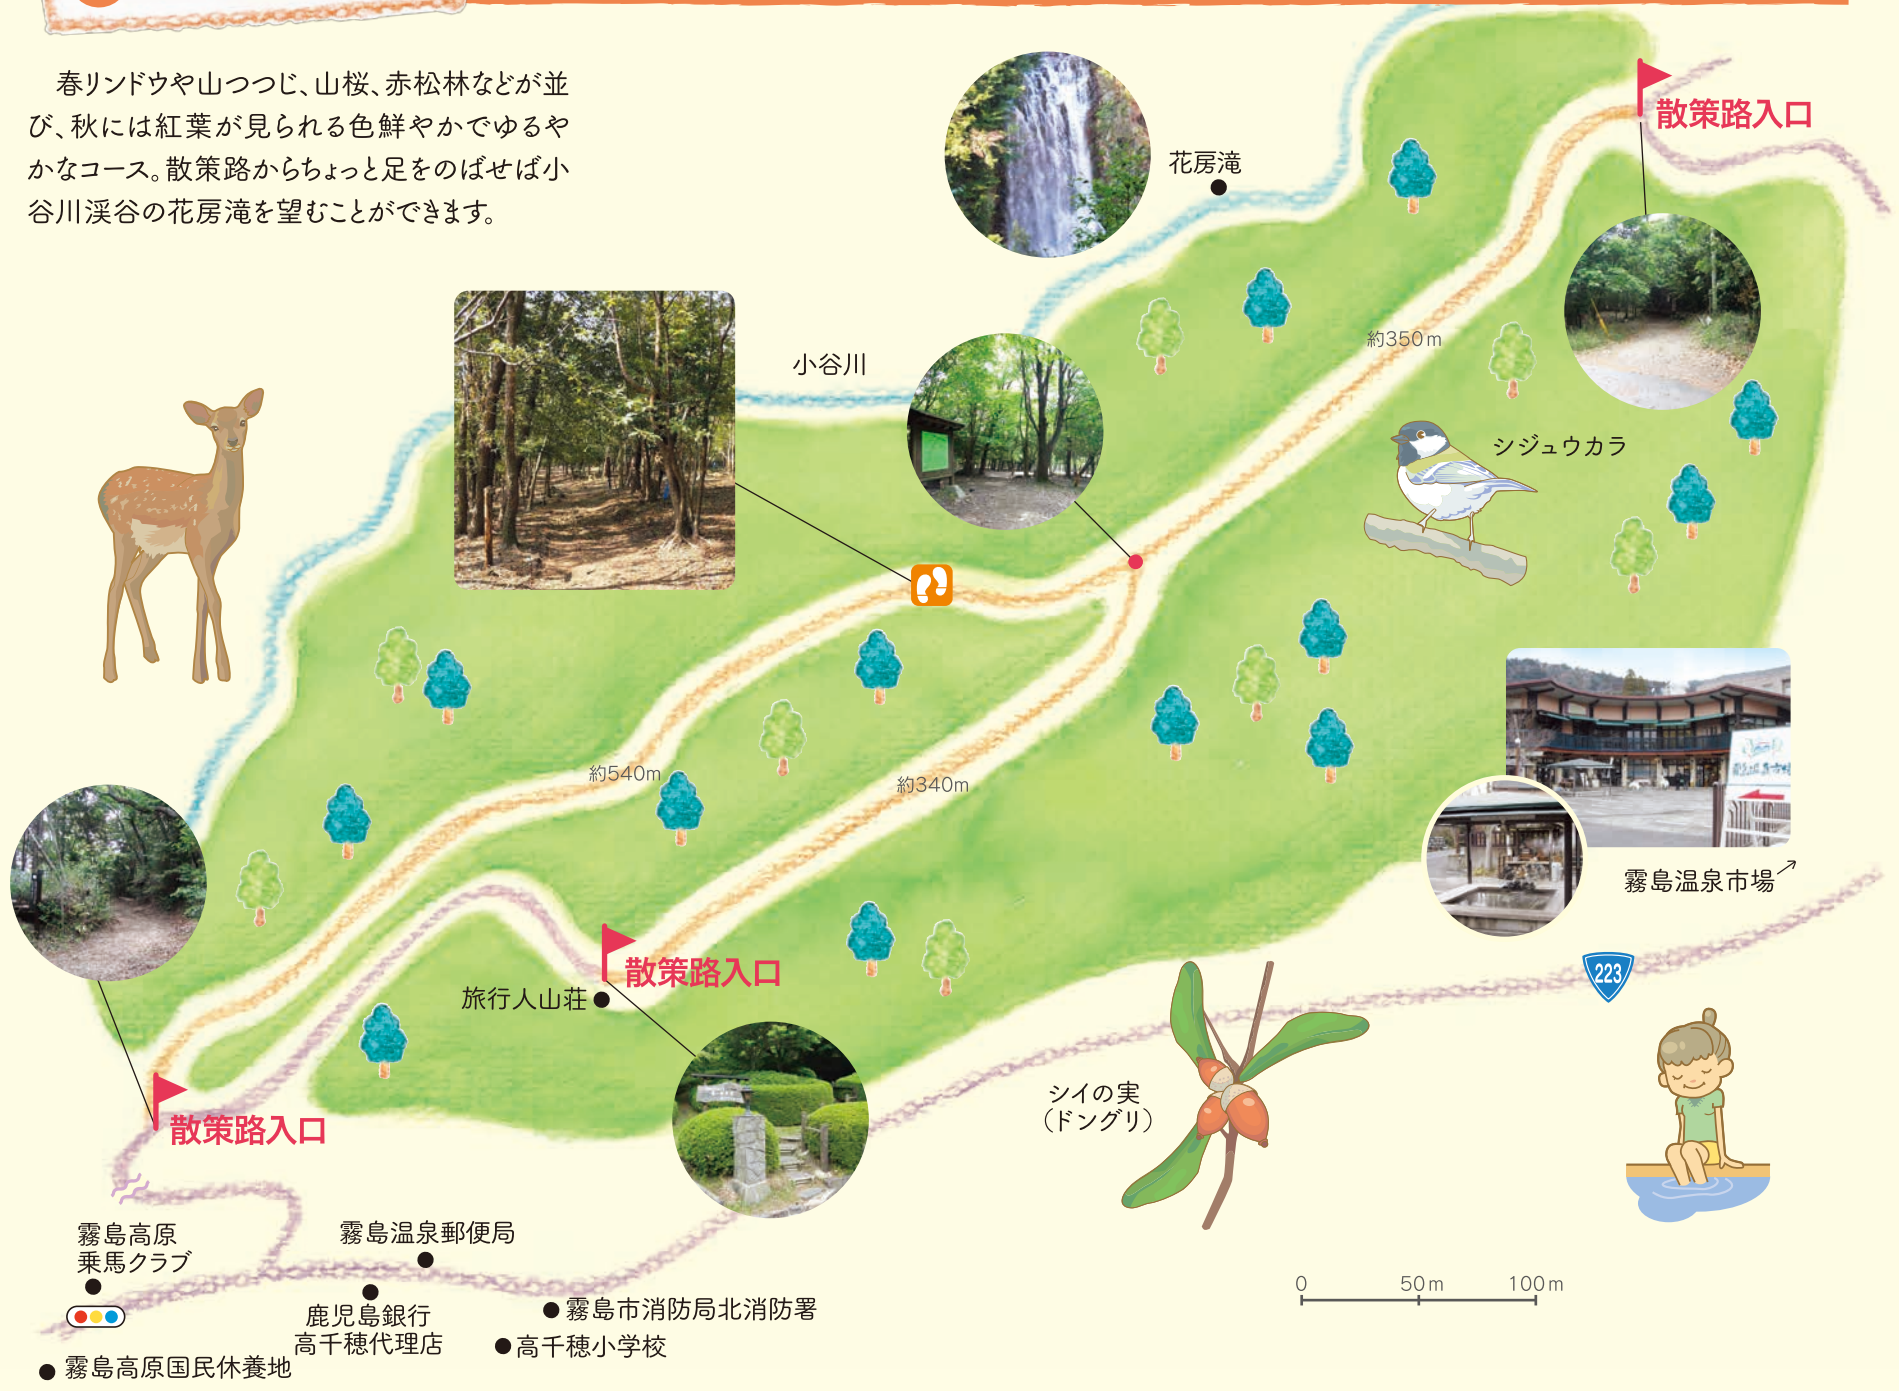 春リンドウや山つつじ、山桜、赤松林などが並
び、秋には紅葉が見られる色鮮やかでゆるや
かなコース。散策路からちょっと足をのばせば小
谷川渓谷の花房滝を望むことができます。
花房滝
散策路入口
約350m
小谷川
シジュウカラ
約540m
約340m
霧島温泉市場
223
散策路入口
旅行人山荘
シイの実
（ドングリ）
散策路入口
霧島高原
乗馬クラブ
霧島温泉郵便局
鹿児島銀行
高千穂代理店
霧島市消防局北消防署
高千穂小学校
霧島高原国民休養地
0 50m 100m